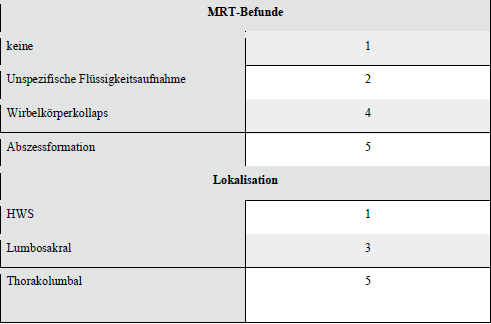 MRT-Befunde
keine 1
Unspezifische Flüssigkeitsaufnahme 2
Wirbelkörperkollaps 4
Abszessformation 5
Lokalisation
HWS 1
Lumbosakral 3
Thorakolumbal 5